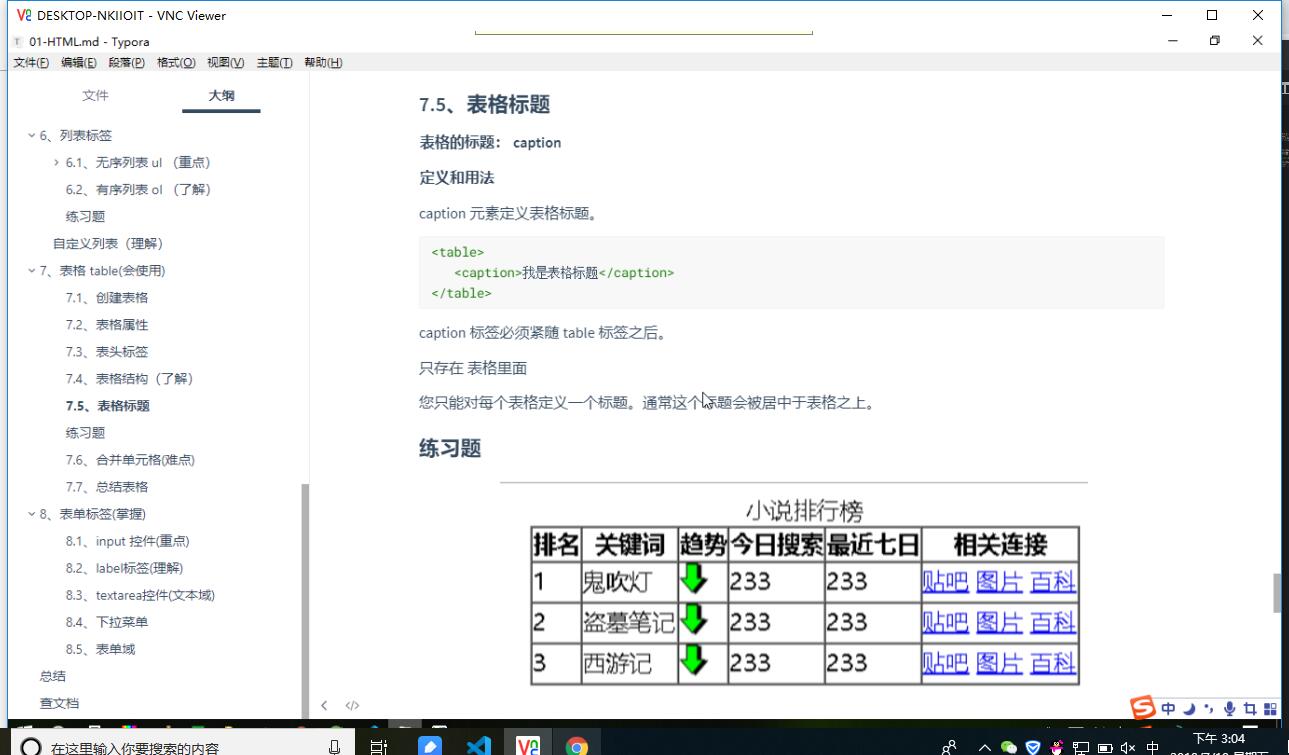 DESKTOP-NKIIOIT - VNC Viewer
01-HTML.md - Typora
文件(F) 编辑(E) 段落(P) 格式(O) 视图(V) 主题(T) 帮助(H)
文件 大纲
6、列表标签
6.1、无序列表 ul （重点）
6.2、有序列表 ol （了解）
练习题
自定义列表（理解）
7、表格 table(会使用)
7.1、创建表格
7.2、表格属性
7.3、表头标签
7.4、表格结构（了解）
7.5、表格标题
练习题
7.6、合并单元格(难点)
7.7、总结表格
8、表单标签(掌握)
8.1、input 控件(重点)
8.2、label标签(理解)
8.3、textarea控件(文本域)
8.4、下拉菜单
8.5、表单域
总结
查文档
7.5、表格标题
表格的标题： caption
定义和用法
caption 元素定义表格标题。
<table>
<caption>我是表格标题</caption>
</table>
caption 标签必须紧随 table 标签之后。
只存在 表格里面
您只能对每个表格定义一个标题。通常这个标题会被居中于表格之上。
练习题
小说排行榜
排名 关键词 趋势 今日搜索 最近七日 相关连接
1 鬼吹灯 233 233 贴吧 图片 百科
2 盗墓笔记 233 233 贴吧 图片 百科
3 西游记 233 233 贴吧 图片 百科
中
在这里输入你要搜索的内容
中
下午 3:04